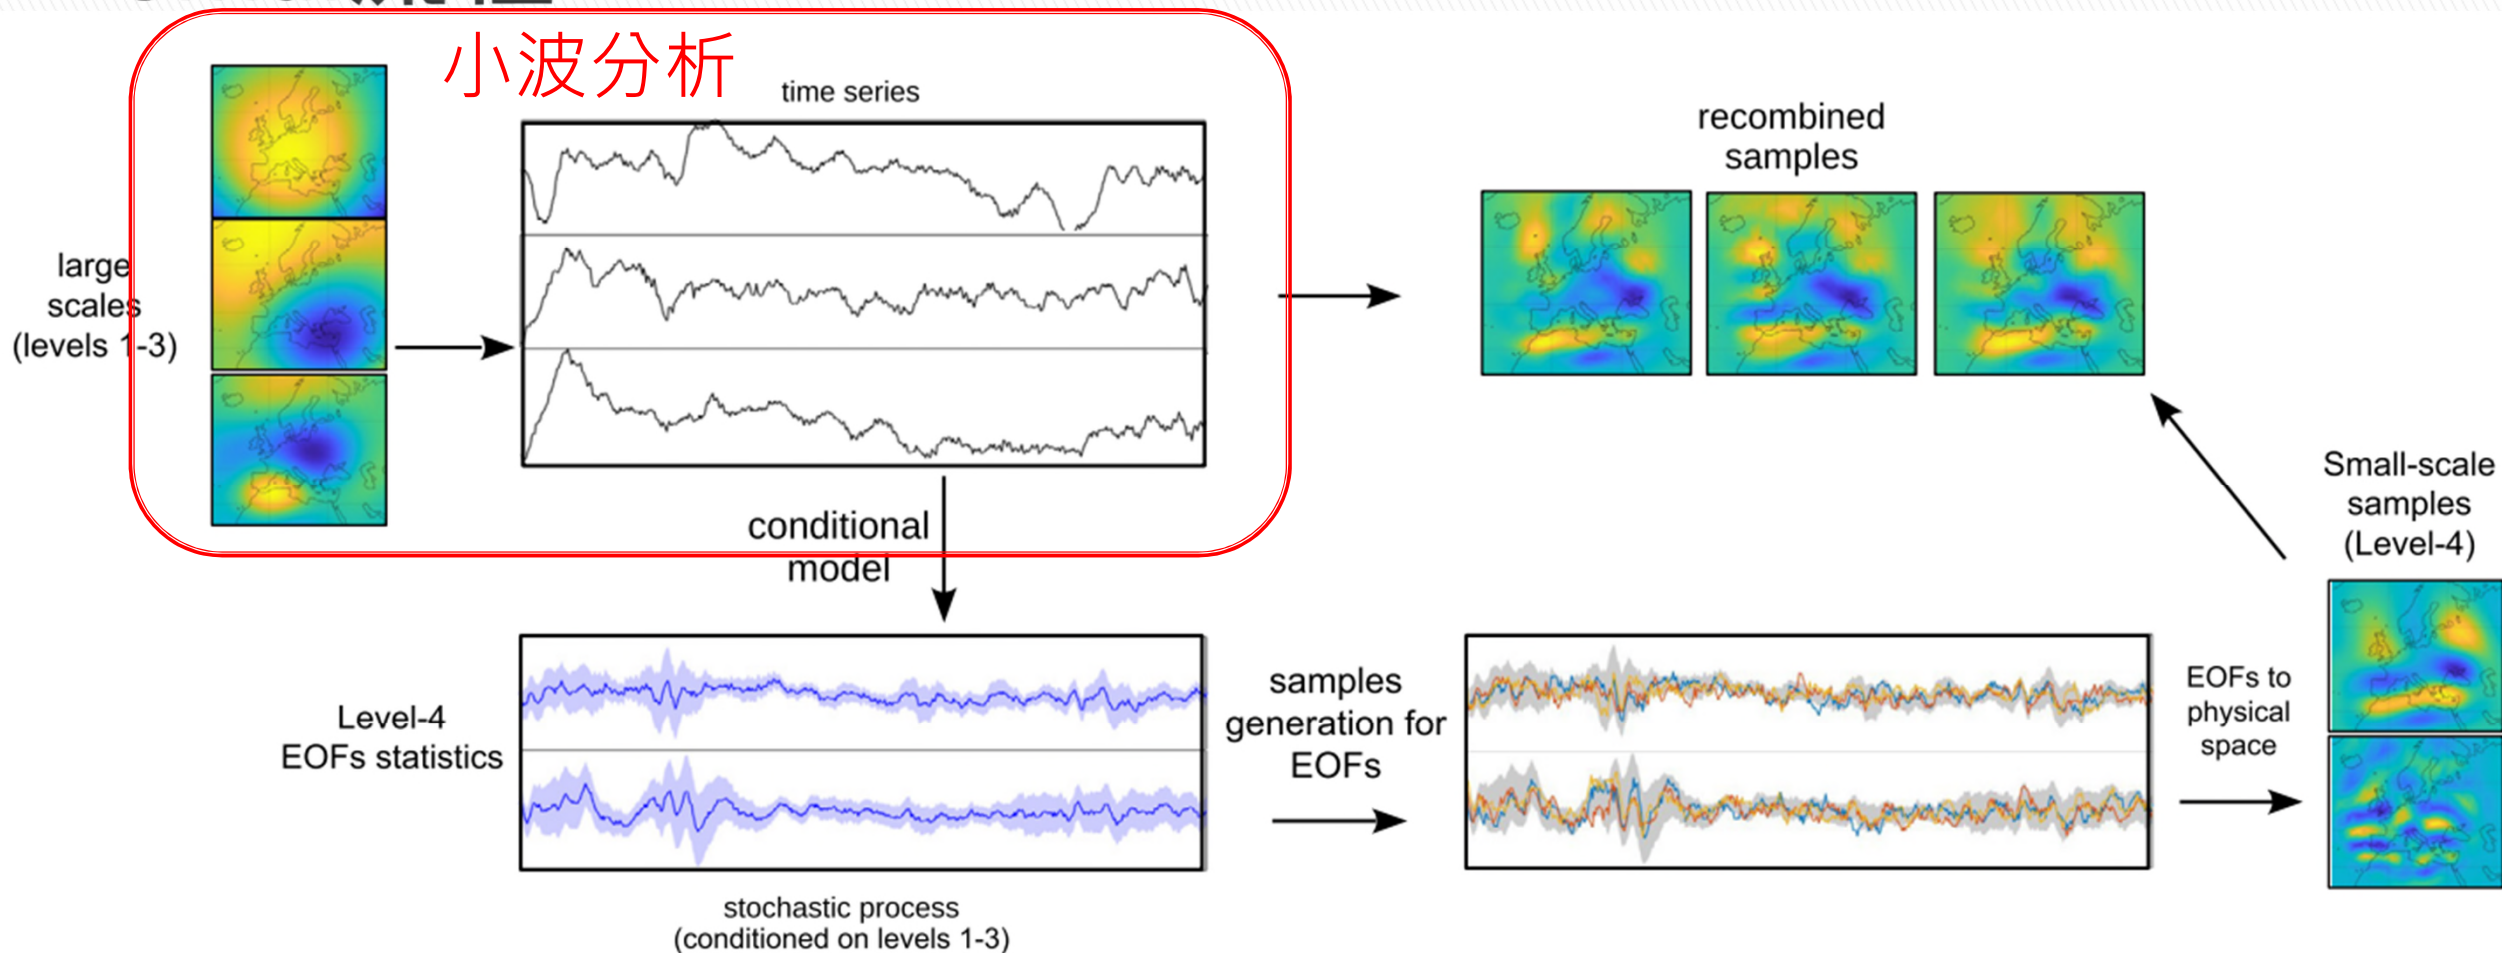 小波分析
time series
large
scales
(levels 1-3)
conditional
model
recombined
samples
Small-scale
samples
(Level-4)
Level-4
EOFs statistics
samples
generation for
EOFs
EOFs to
physical
space
stochastic process
(conditioned on levels 1-3)